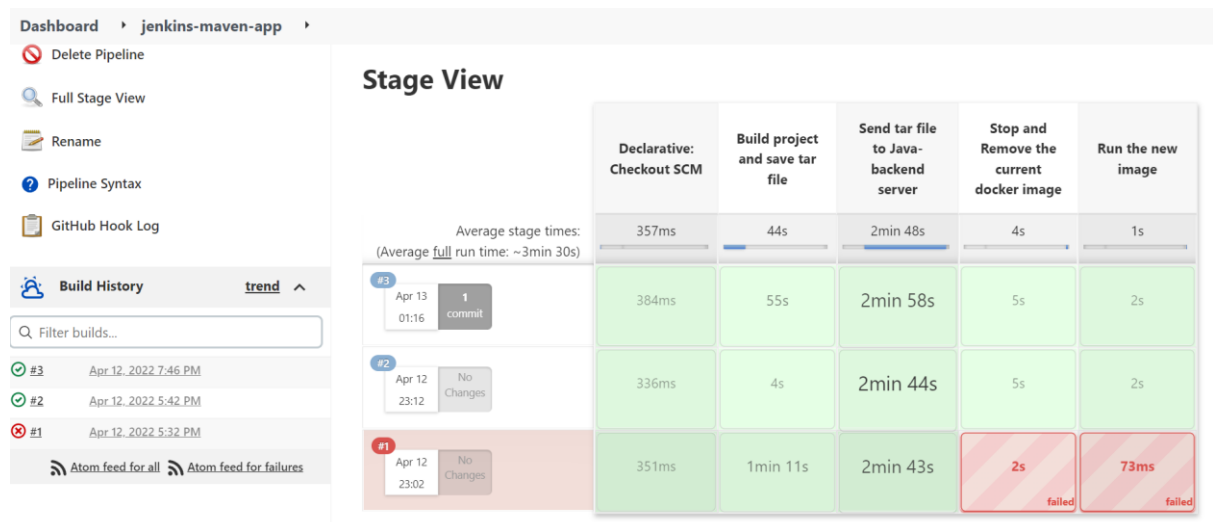 Dashboard
jenkins-maven-app
Delete Pipeline
Full Stage View
Rename
Pipeline Syntax
GitHub Hook Log
Build History
trend
Filter builds...
#3 Apr 12, 2022 7:46 PM
#2 Apr 12, 2022 5:42 PM
#1 Apr 12, 2022 5:32 PM
Atom feed for all Atom feed for failures
Stage View
Declarative:
Checkout SCM
Build project
and save tar
file
Send tar file
to Java-
backend
server
Stop and
Remove the
current
docker image
Run the new
image
Average stage times:
(Average full run time: ~3min 30s)
357ms
44s
2min 48s
4s
1s
#3
Apr 13
01:16
1
commit
384ms
55s
2min 58s
5s
2s
#2
Apr 12
23:12
No
Changes
336ms
4s
2min 44s
5s
2s
#1
Apr 12
23:02
No
Changes
351ms
1min 11s
2min 43s
2s
failed
73ms
failed